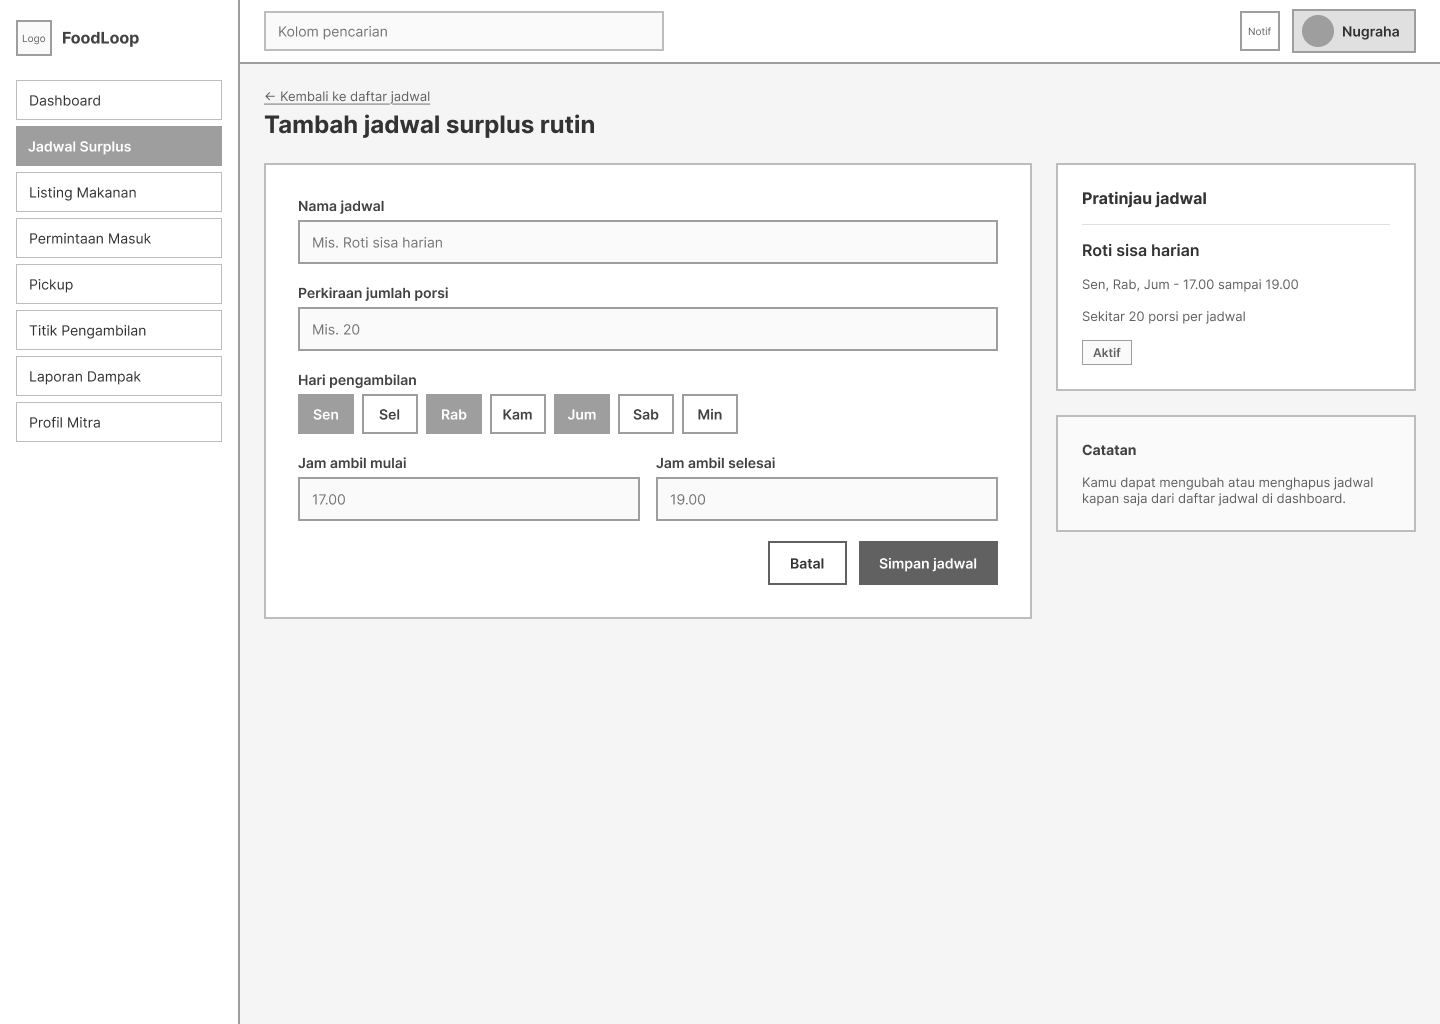 Logo
FoodLoop
Dashboard
Jadwal Surplus
Listing Makanan
Permintaan Masuk
Pickup
Titik Pengambilan
Laporan Dampak
Profil Mitra
Kolom pencarian
Notif
Nugraha
← Kembali ke daftar jadwal
Tambah jadwal surplus rutin
Nama jadwal
Mis. Roti sisa harian
Perkiraan jumlah porsi
Mis. 20
Hari pengambilan
Sen Sel Rab Kam Jum Sab Min
Jam ambil mulai Jam ambil selesai
17.00 19.00
Batal Simpan jadwal
Pratinjau jadwal
Roti sisa harian
Sen, Rab, Jum - 17.00 sampai 19.00
Sekitar 20 porsi per jadwal
Aktif
Catatan
Kamu dapat mengubah atau menghapus jadwal
kapan saja dari daftar jadwal di dashboard.